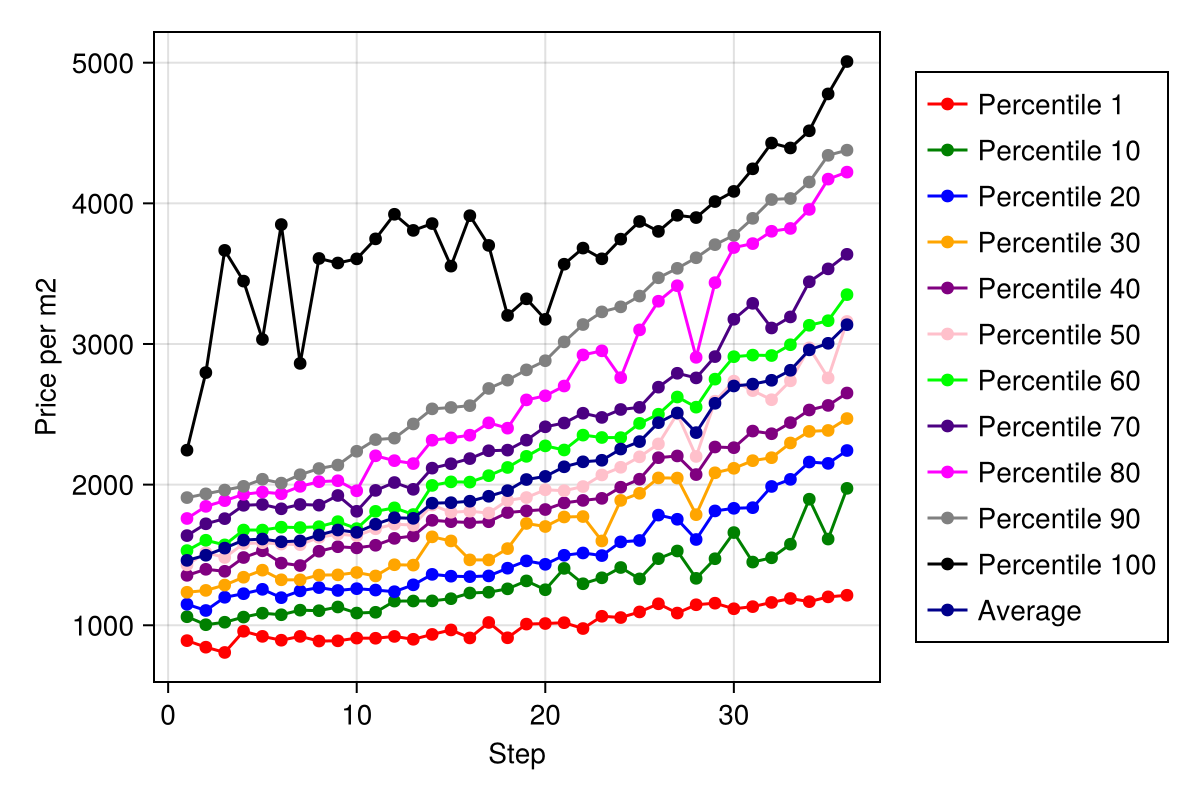 5000
4000
3000
2000
1000
Price per m2
0 10 20 30
Step
Percentile 1
Percentile 10
Percentile 20
Percentile 30
Percentile 40
Percentile 50
Percentile 60
Percentile 70
Percentile 80
Percentile 90
Percentile 100
Average